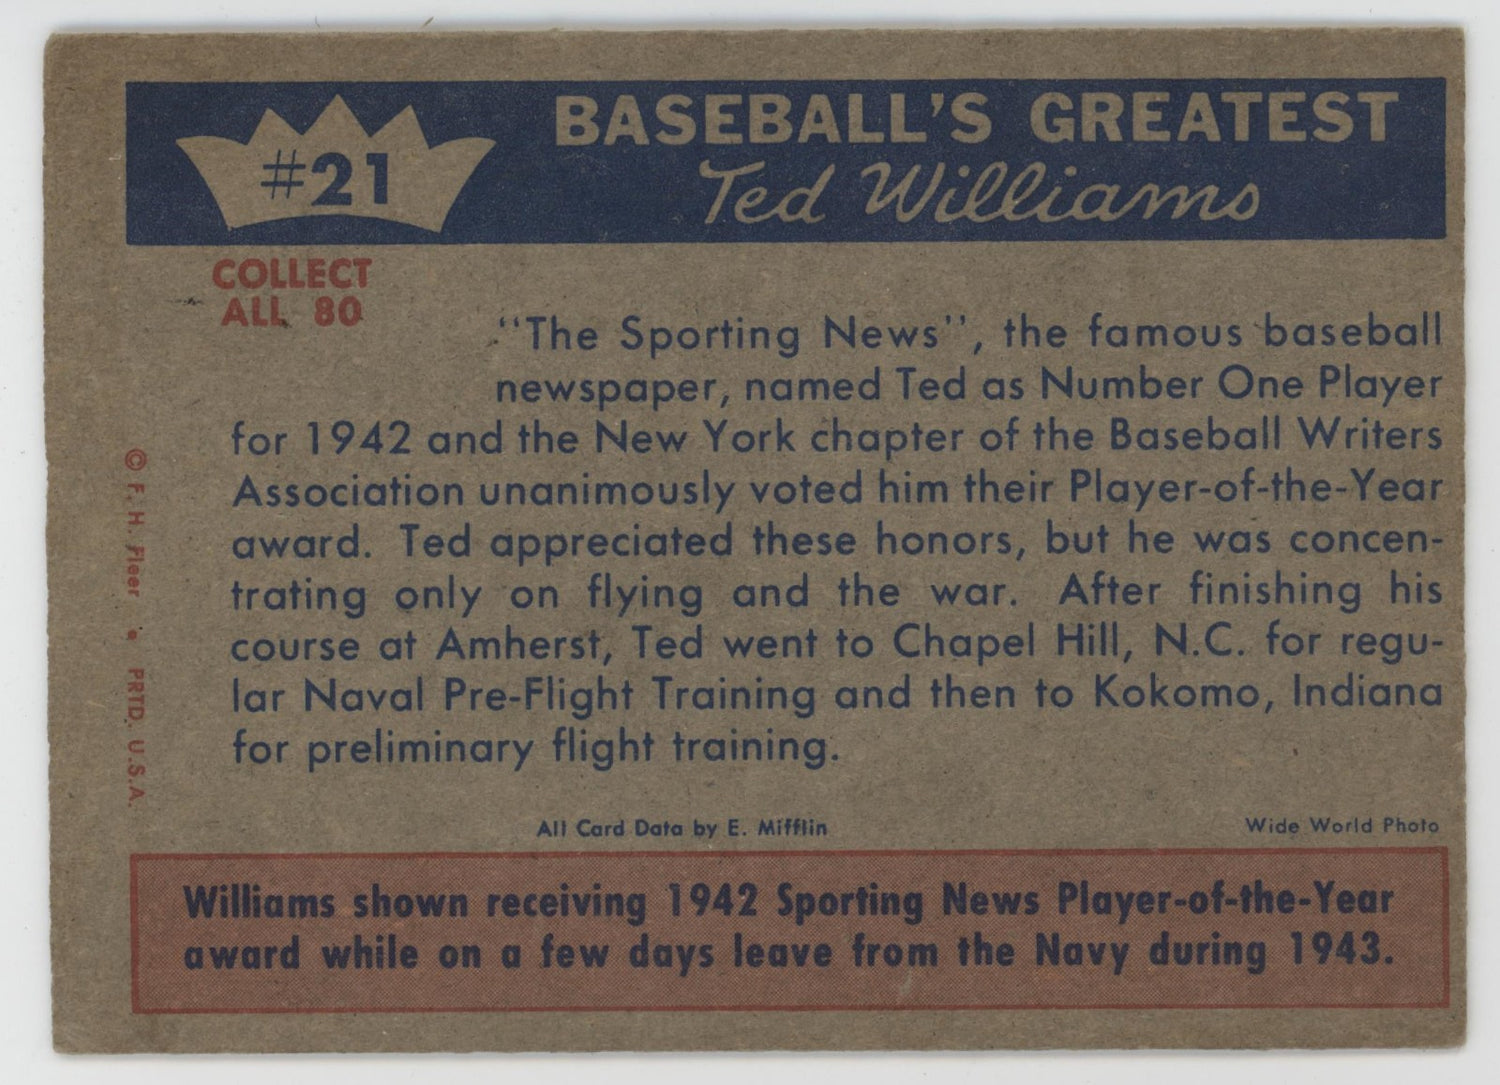 #21
BASEBALL'S GREATEST
Ted Williams
COLLECT
ALL 80
"The Sporting News", the famous baseball
newspaper, named Ted as Number One Player
for 1942 and the New York chapter of the Baseball Writers
Association unanimously voted him their Player-of-the-Year
award. Ted appreciated these honors, but he was concen-
trating only on flying and the war. After finishing his
course at Amherst, Ted went to Chapel Hill, N.C. for regu-
lar Naval Pre-Flight Training and then to Kokomo, Indiana
for preliminary flight training.
© F. H. Fleer • PRTD. U.S.A.
All Card Data by E. Mifflin
Wide World Photo
Williams shown receiving 1942 Sporting News Player-of-the-Year
award while on a few days leave from the Navy during 1943.